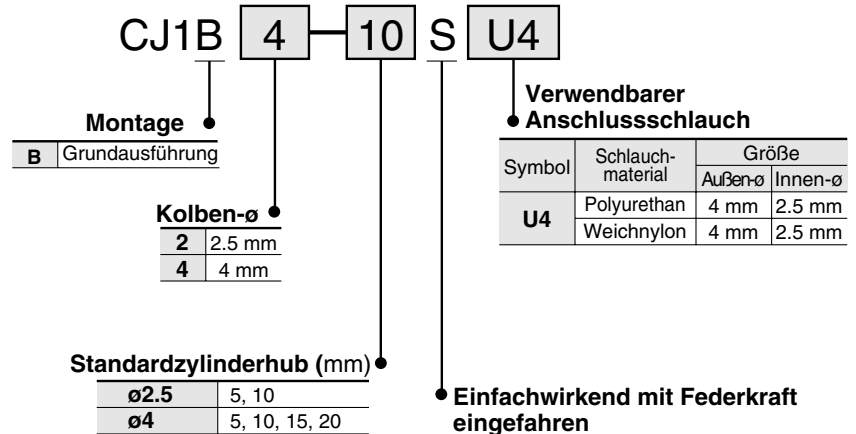 CJ1B 4 10 S U4
Montage
B Grundausführung
Kolben-ø
2 2.5 mm
4 4 mm
Standardzylinderhub (mm)
ø2.5 5, 10
ø4 5, 10, 15, 20
Einfachwirkend mit Federkraft
eingefahren
Verwendbarer
Anschlussschlauch
Symbol Schlauch-
material Größe
Außen-ø Innen-ø
U4 Polyurethan 4 mm 2.5 mm
Weichnylon 4 mm 2.5 mm